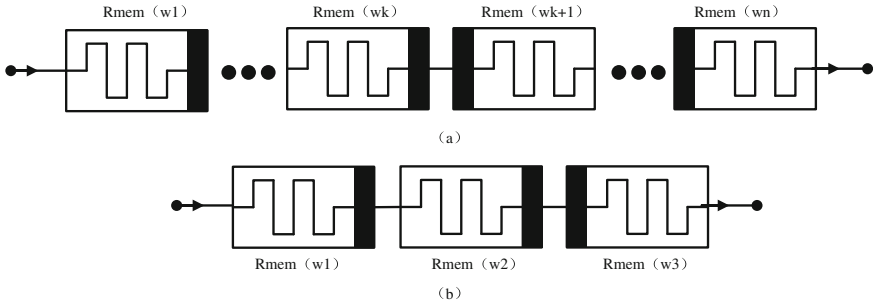 Rmem（w1） Rmem（wk） Rmem（wk+1） Rmem（wn）
（a）
Rmem（w1） Rmem（w2） Rmem（w3）
（b）